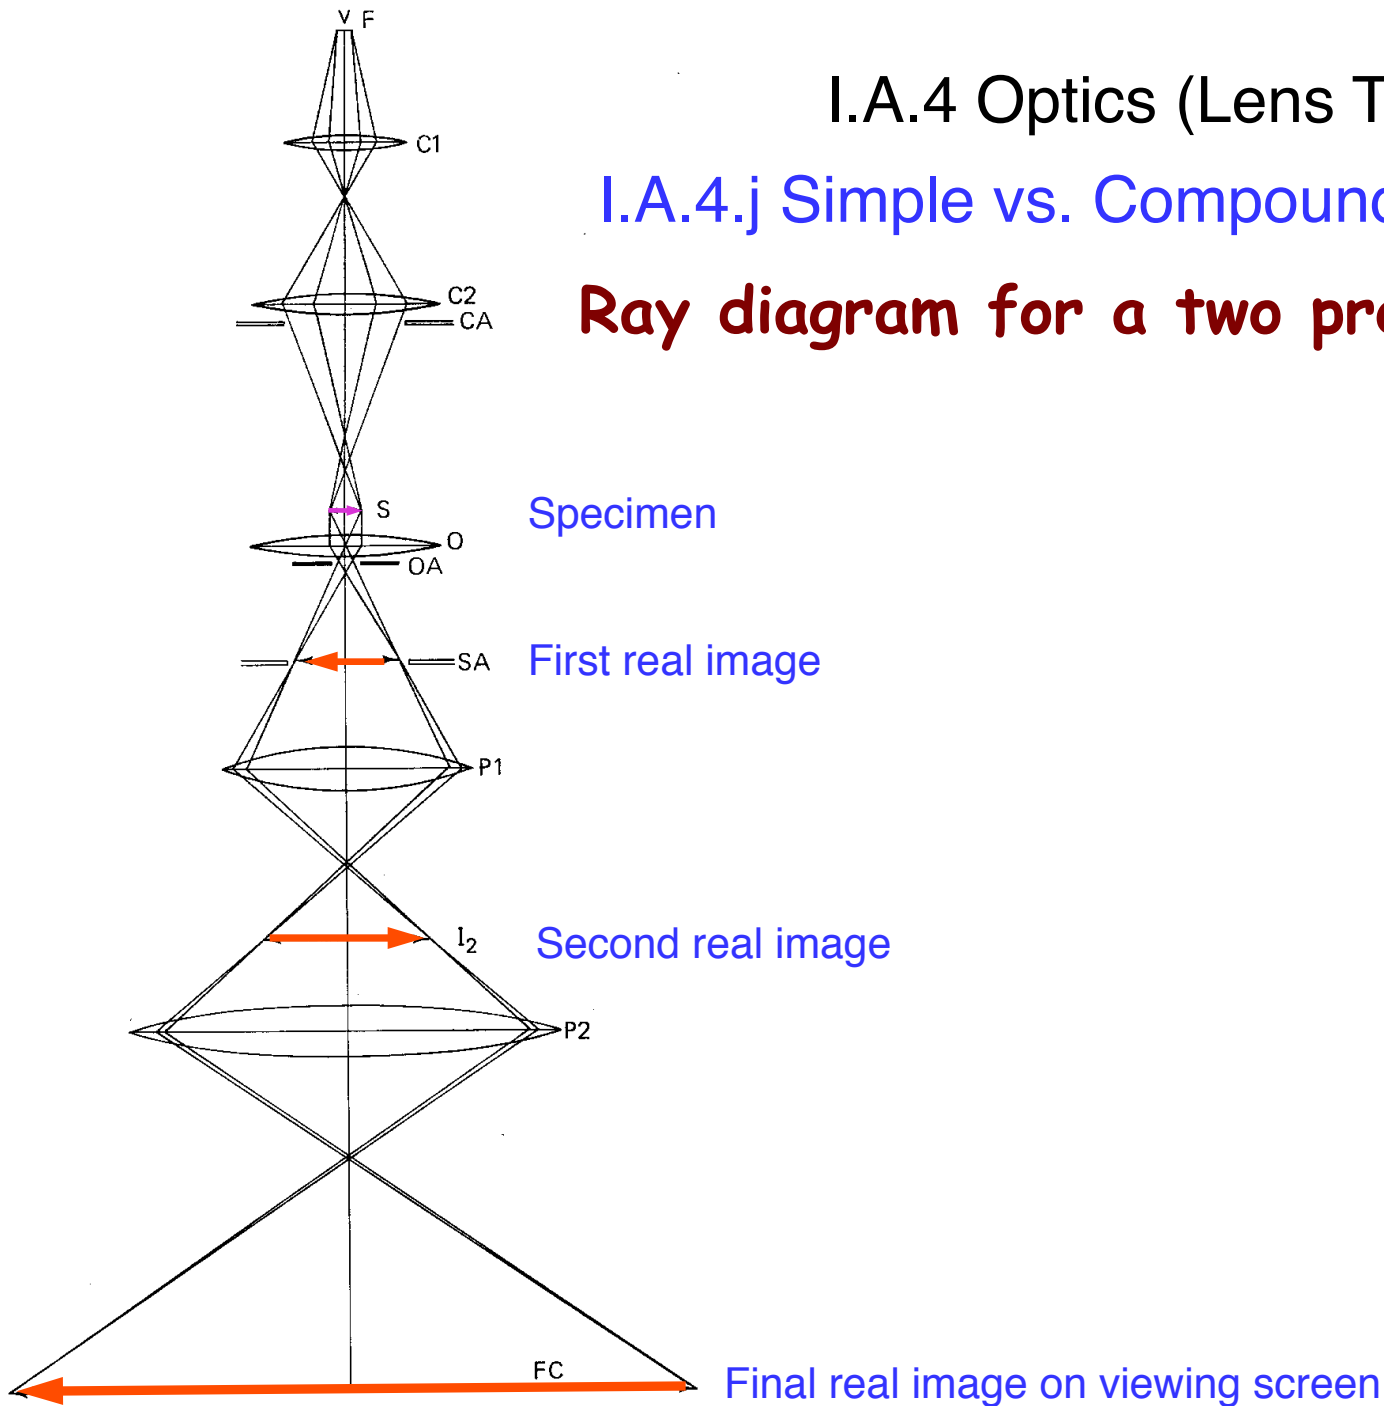 V F
I.A.4 Optics (Lens T
C1
I.A.4.j Simple vs. Compound
C2
CA
Ray diagram for a two pro
S
Specimen
O
OA
SA
First real image
P1
I2
Second real image
P2
FC
Final real image on viewing screen